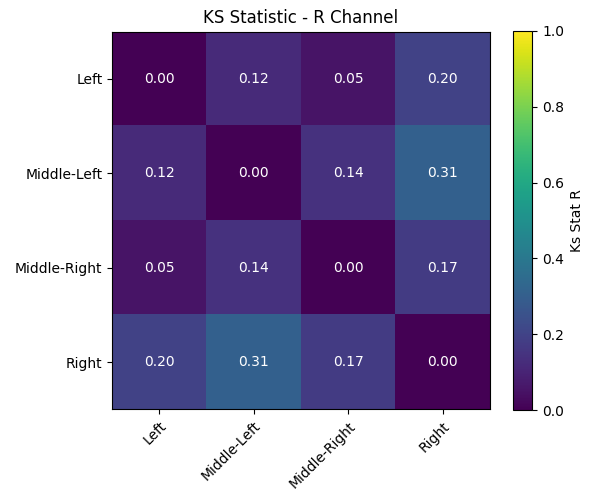 KS Statistic - R Channel
Left
0.00 0.12 0.05 0.20
Middle-Left
0.12 0.00 0.14 0.31
Middle-Right
0.05 0.14 0.00 0.17
Right
0.20 0.31 0.17 0.00
Left
Middle-Left
Middle-Right
Right
1.0
0.8
0.6
0.4
0.2
0.0
Ks Stat R